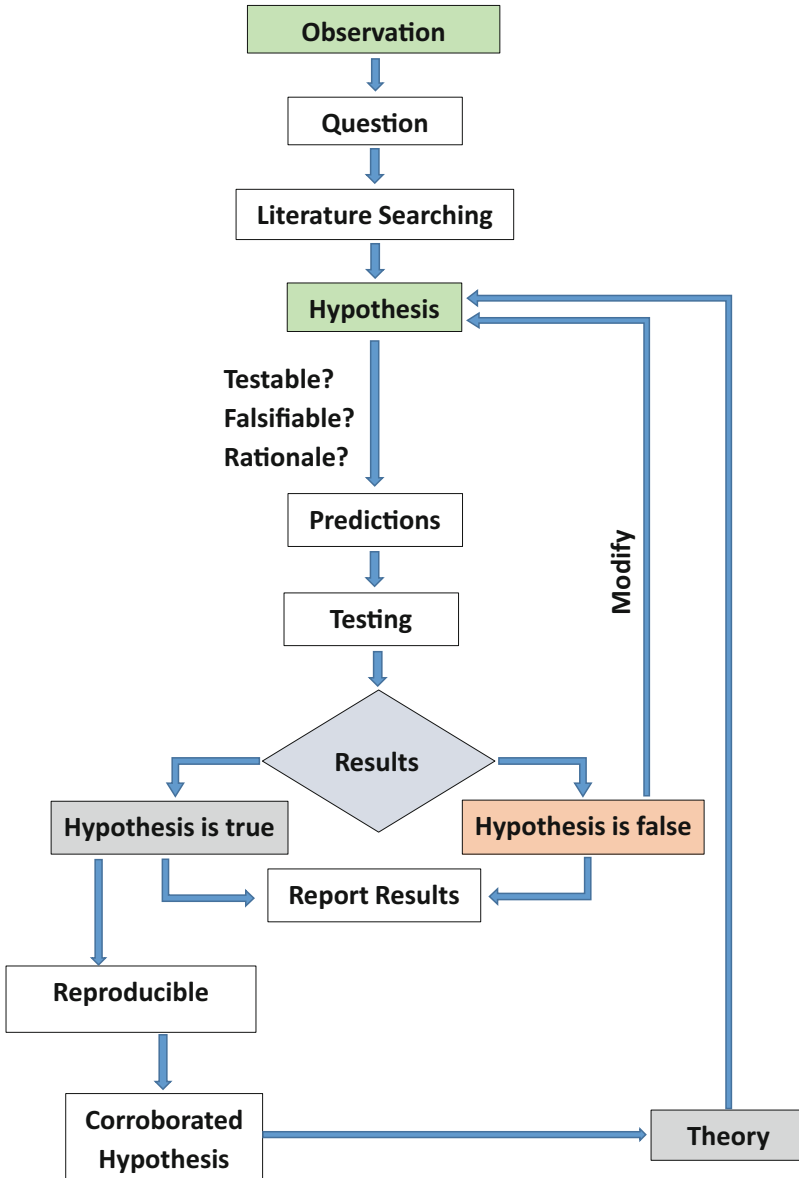 Observation
Question
Literature Searching
Hypothesis
Testable?
Falsifiable?
Rationale?
Predictions
Modify
Testing
Results
Hypothesis is true
Hypothesis is false
Report Results
Reproducible
Corroborated
Hypothesis
Theory